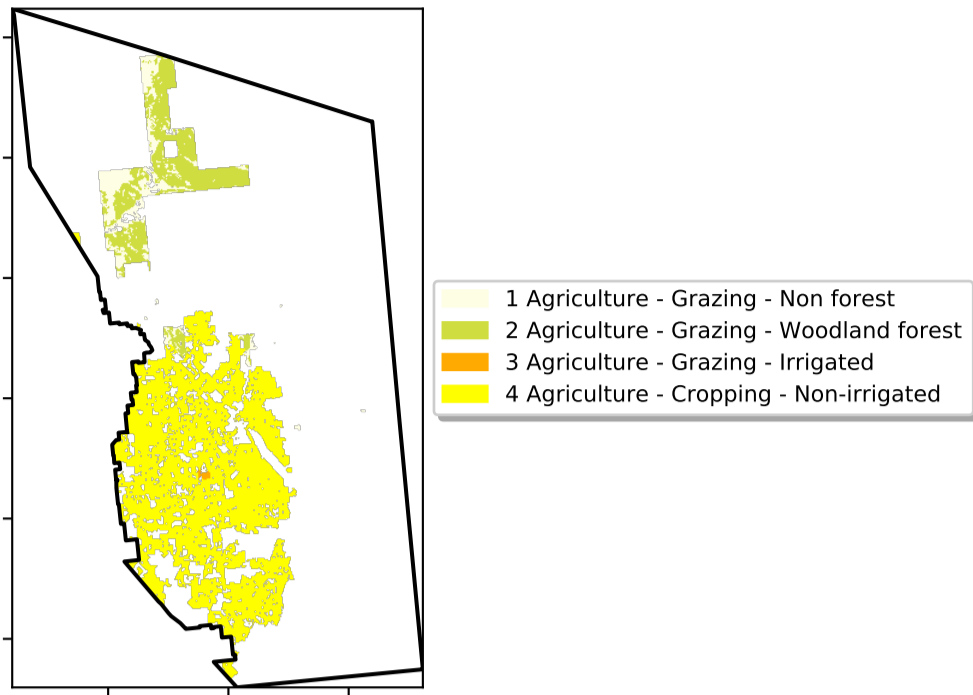 1 Agriculture - Grazing - Non forest
2 Agriculture - Grazing - Woodland forest
3 Agriculture - Grazing - Irrigated
4 Agriculture - Cropping - Non-irrigated